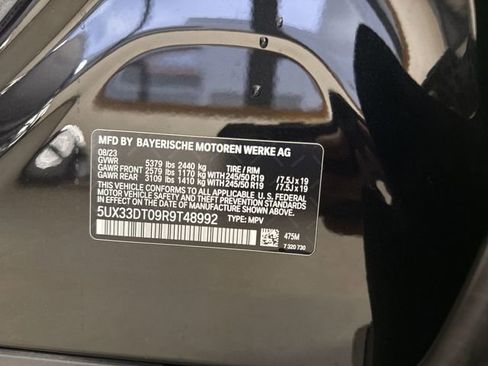 MFD BY BAYERISCHE MOTOREN WERKE AG
08/23
GVWR 5379 lbs 2440 kg TIRE / RIM
GAWR FRONT 2579 lbs 1170 kg WITH 245/50 R19 /7.5J x 19
GAWR REAR 3109 lbs 1410 kg WITH 245/50 R19 /7.5J x 19
THIS VEHICLE CONFORMS TO ALL APPLICABLE U.S. FEDERAL
MOTOR VEHICLE SAFETY AND THEFT PREVENTION STANDARDS IN
EFFECT ON THE DATE OF MANUFACTURE SHOWN ABOVE.
5UX33DT09R9T48992 TYPE: MPV
475M
7 320 730